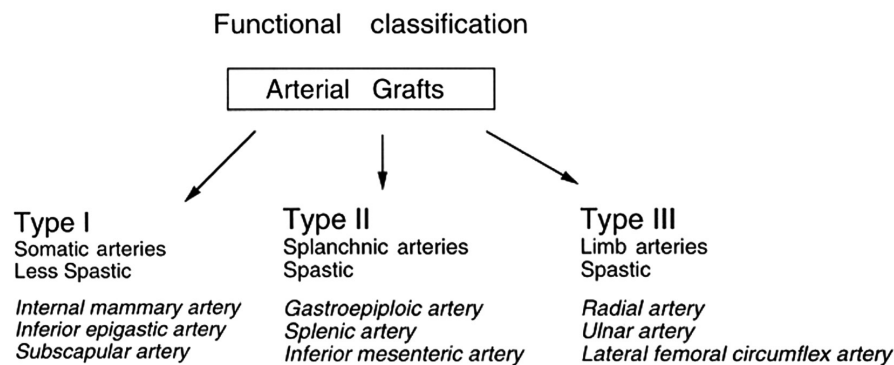 Functional classification
Arterial Grafts
Type I
Somatic arteries
Less Spastic
Internal mammary artery
Inferior epigastic artery
Subscapular artery
Type II
Splanchnic arteries
Spastic
Gastroepiploic artery
Splenic artery
Inferior mesenteric artery
Type III
Limb arteries
Spastic
Radial artery
Ulnar artery
Lateral femoral circumflex artery